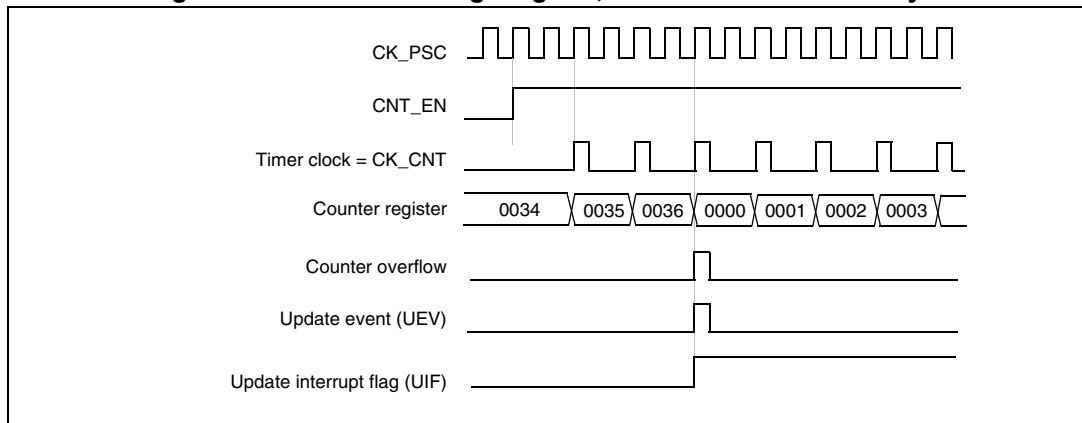 CK_PSC
CNT_EN
Timer clock = CK_CNT
Counter register 0034 0035 0036 0000 0001 0002 0003
Counter overflow
Update event (UEV)
Update interrupt flag (UIF)